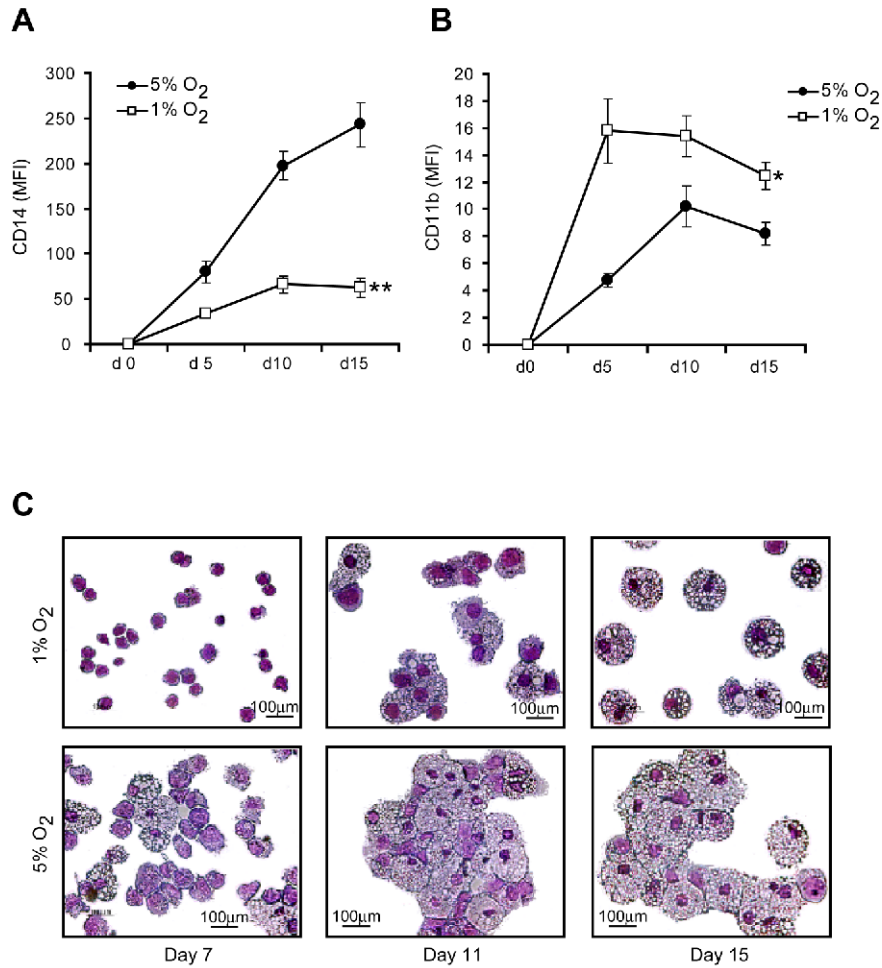 A
CD14 (MFI)
300
250
200
150
100
50
0
5% O2
1% O2
**
d 0 d 5 d10 d15
B
CD11b (MFI)
20
18
16
14
12
10
8
6
4
2
0
5% O2
1% O2
*
d0 d5 d10 d15
C
1% O2
100μm 100μm 100μm
5% O2
100μm 100μm 100μm
Day 7 Day 11 Day 15